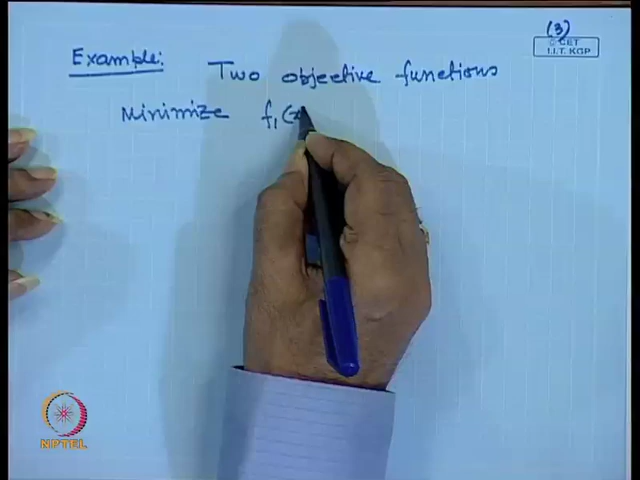 (3)
© CET
I.I.T. KGP
Example: Two objective functions
Minimize f₁(x
NPTEL